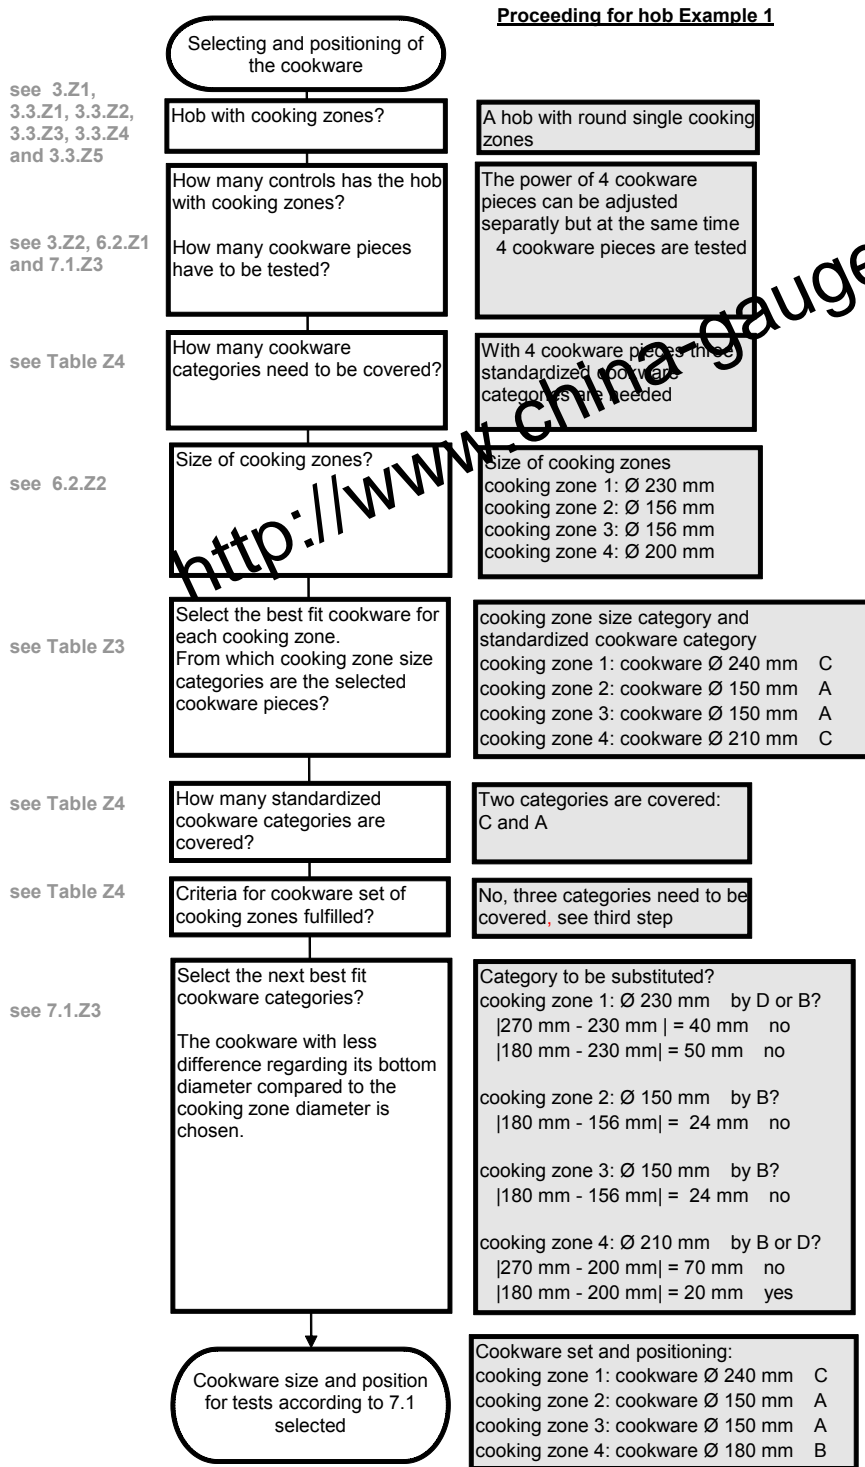 Proceeding for hob Example 1
Selecting and positioning of
the cookware
see 3.Z1,
3.3.Z1, 3.3.Z2,
3.3.Z3, 3.3.Z4
and 3.3.Z5
Hob with cooking zones?
A hob with round single cooking
zones
see 3.Z2, 6.2.Z1
and 7.1.Z3
How many controls has the hob
with cooking zones?
How many cookware pieces
have to be tested?
The power of 4 cookware
pieces can be adjusted
separatly but at the same time
4 cookware pieces are tested
see Table Z4
How many cookware
categories need to be covered?
With 4 cookware pieces three
standardized cookware
categories are needed
see 6.2.Z2
Size of cooking zones?
Size of cooking zones
cooking zone 1: Ø 230 mm
cooking zone 2: Ø 156 mm
cooking zone 3: Ø 156 mm
cooking zone 4: Ø 200 mm
http://www.china-gauge
see Table Z3
Select the best fit cookware for
each cooking zone.
From which cooking zone size
categories are the selected
cookware pieces?
cooking zone size category and
standardized cookware category
cooking zone 1: cookware Ø 240 mm C
cooking zone 2: cookware Ø 150 mm A
cooking zone 3: cookware Ø 150 mm A
cooking zone 4: cookware Ø 210 mm C
see Table Z4
How many standardized
cookware categories are
covered?
Two categories are covered:
C and A
see Table Z4
Criteria for cookware set of
cooking zones fulfilled?
No, three categories need to be
covered, see third step
see 7.1.Z3
Select the next best fit
cookware categories?
The cookware with less
difference regarding its bottom
diameter compared to the
cooking zone diameter is
chosen.
Category to be substituted?
cooking zone 1: Ø 230 mm by D or B?
|270 mm - 230 mm | = 40 mm no
|180 mm - 230 mm| = 50 mm no
cooking zone 2: Ø 150 mm by B?
|180 mm - 156 mm| = 24 mm no
cooking zone 3: Ø 150 mm by B?
|180 mm - 156 mm| = 24 mm no
cooking zone 4: Ø 210 mm by B or D?
|270 mm - 200 mm| = 70 mm no
|180 mm - 200 mm| = 20 mm yes
Cookware size and position
for tests according to 7.1
selected
Cookware set and positioning:
cooking zone 1: cookware Ø 240 mm C
cooking zone 2: cookware Ø 150 mm A
cooking zone 3: cookware Ø 150 mm A
cooking zone 4: cookware Ø 180 mm B